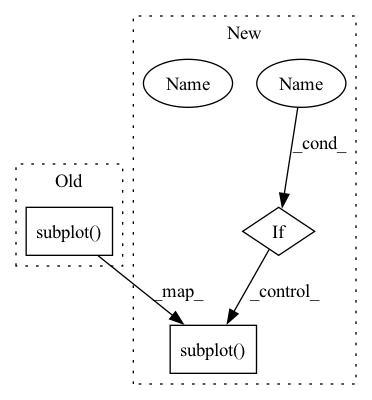 New
Name
Name
_cond_
Old
subplot()
If
_map_
_control_
subplot()